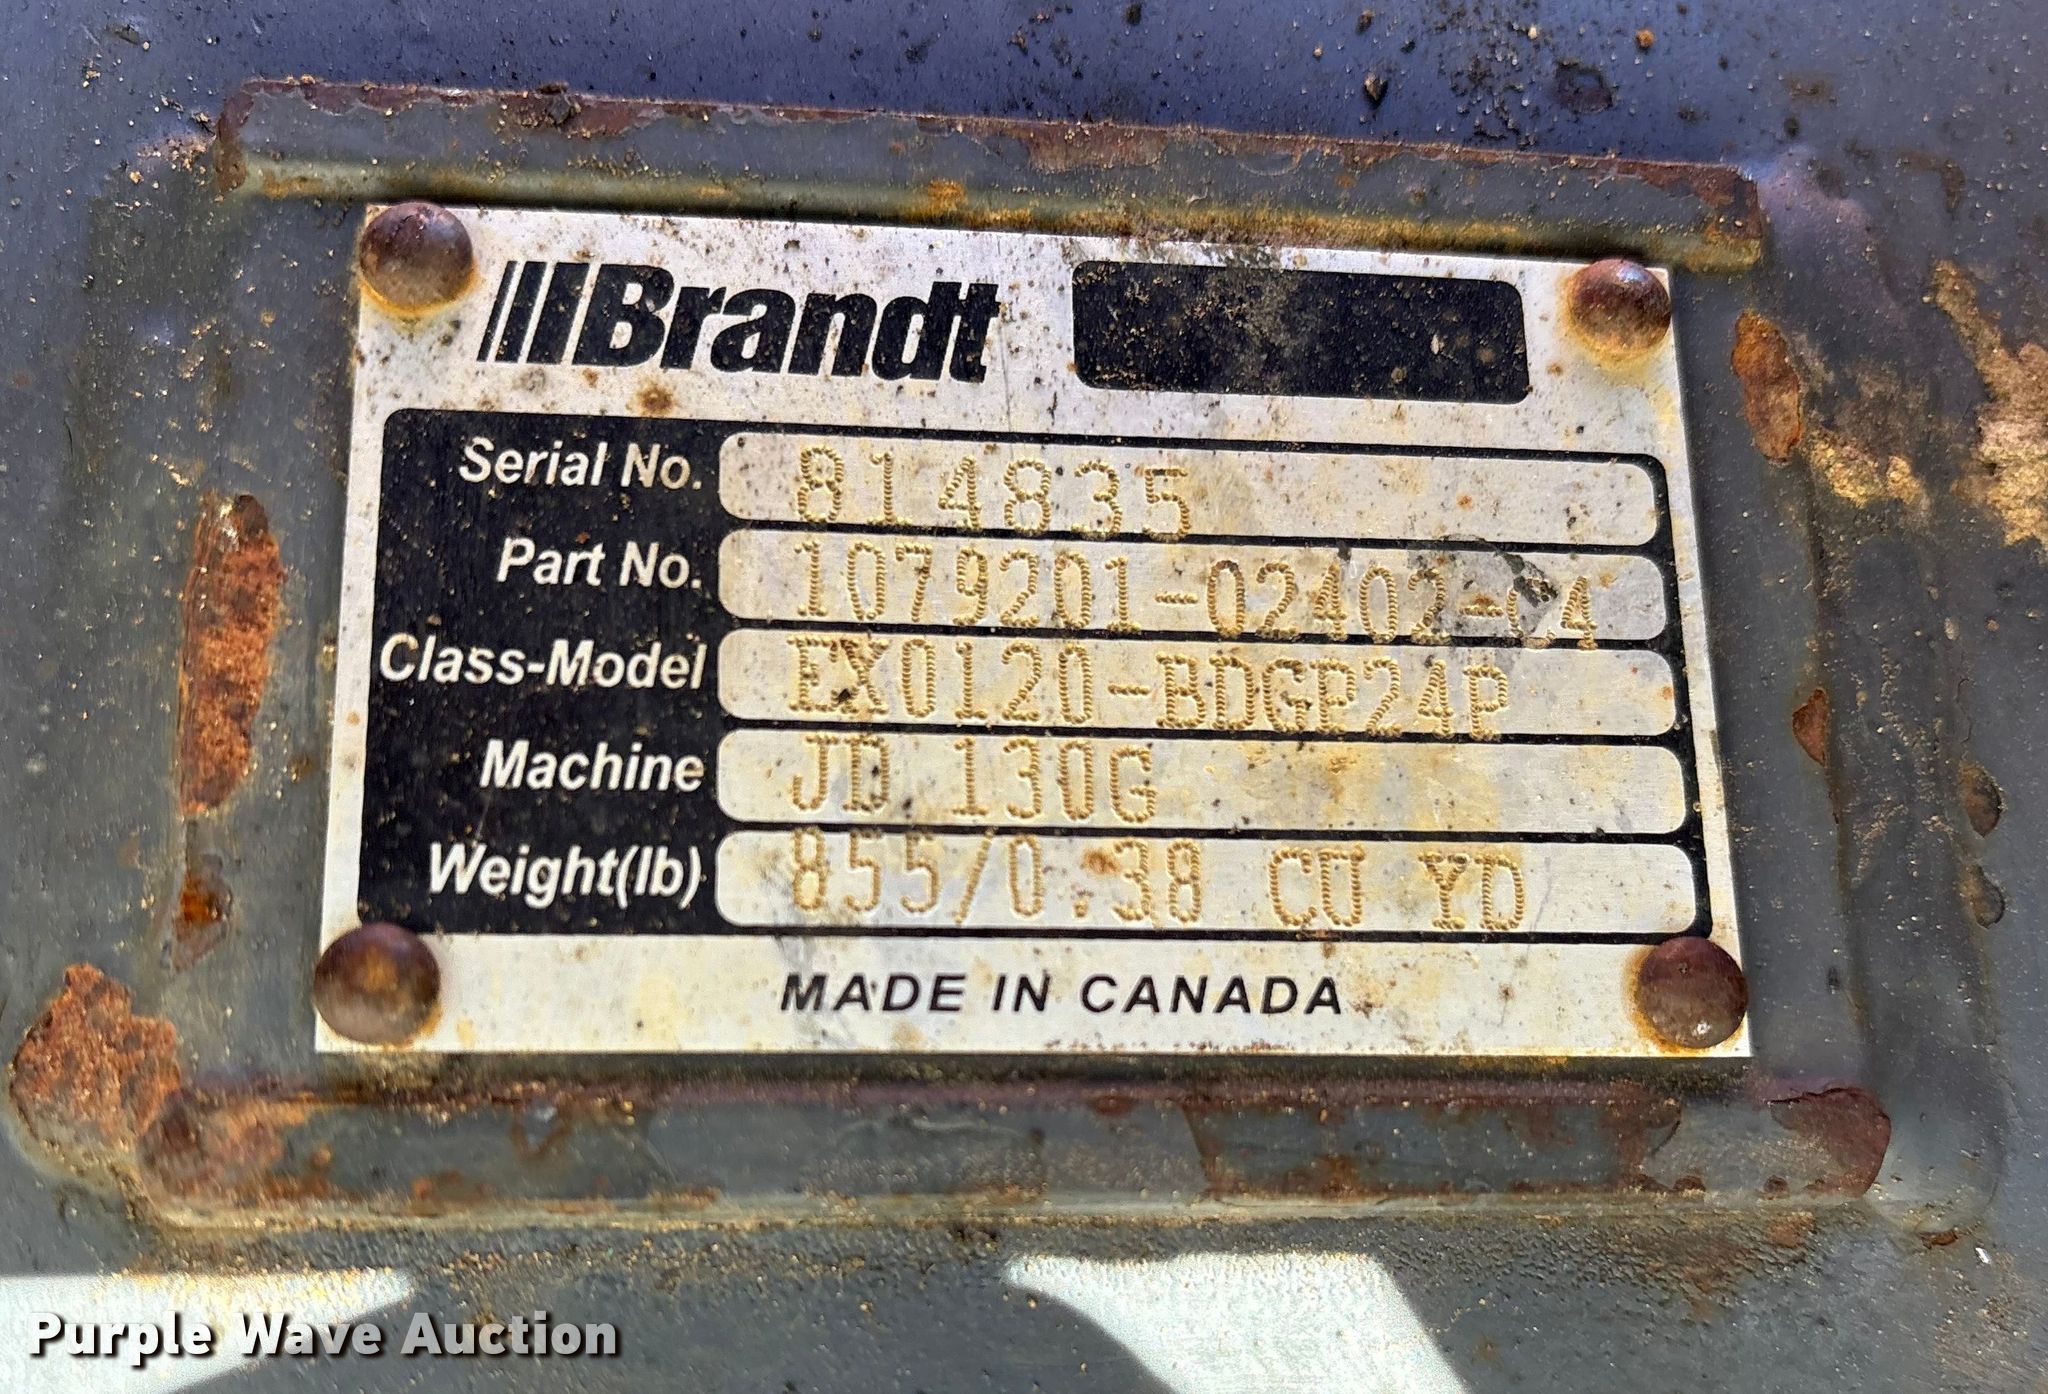 Brandt
Serial No. 814835
Part No. 1079201-02402-C4
Class-Model EX0120-BDGP24P
Machine JD 130G
Weight(lb) 855/0.38 CU YD
MADE IN CANADA
Purple Wave Auction